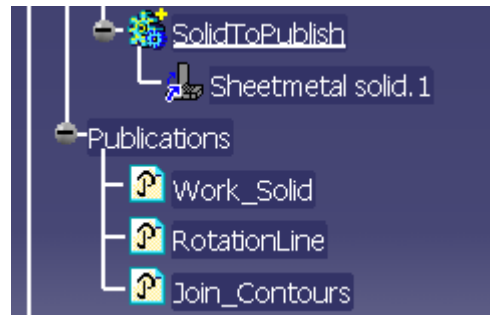 SolidToPublish
Sheetmetal solid.1
Publications
Work_Solid
RotationLine
Join_Contours